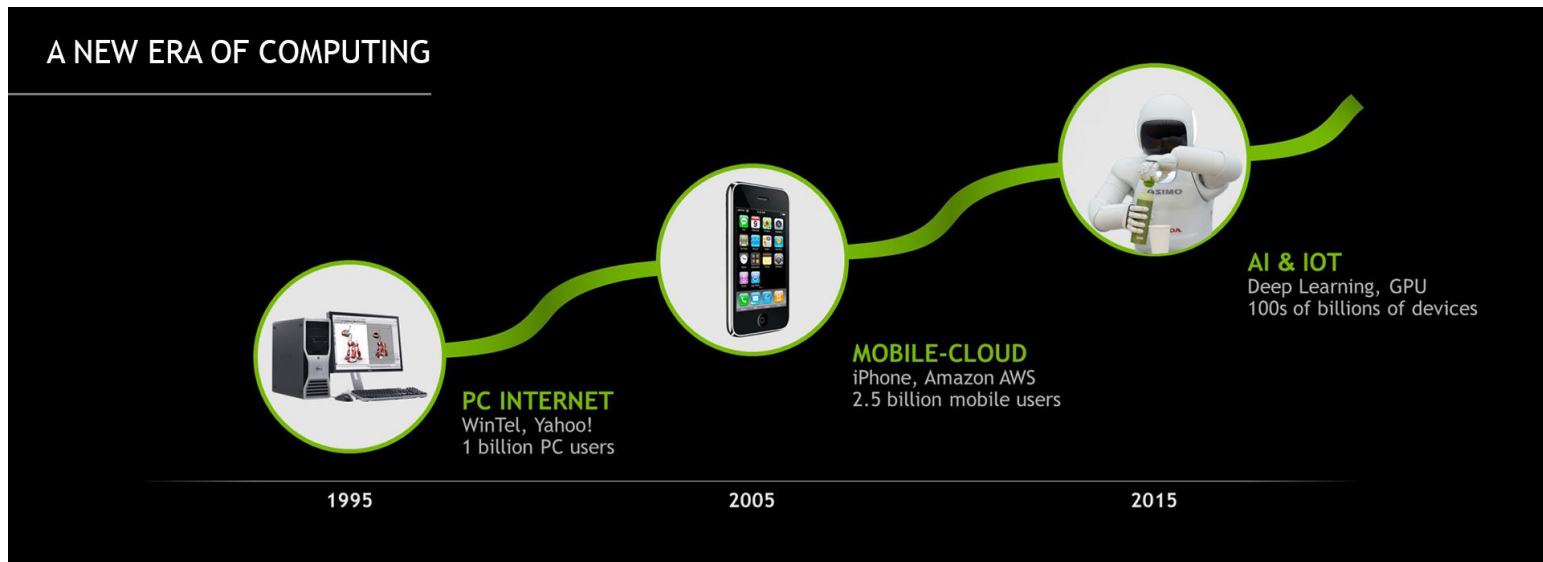 A NEW ERA OF COMPUTING
PC INTERNET
WinTel, Yahoo!
1 billion PC users
MOBILE-CLOUD
iPhone, Amazon AWS
2.5 billion mobile users
ASIMO
AI & IOT
Deep Learning, GPU
100s of billions of devices
1995
2005
2015